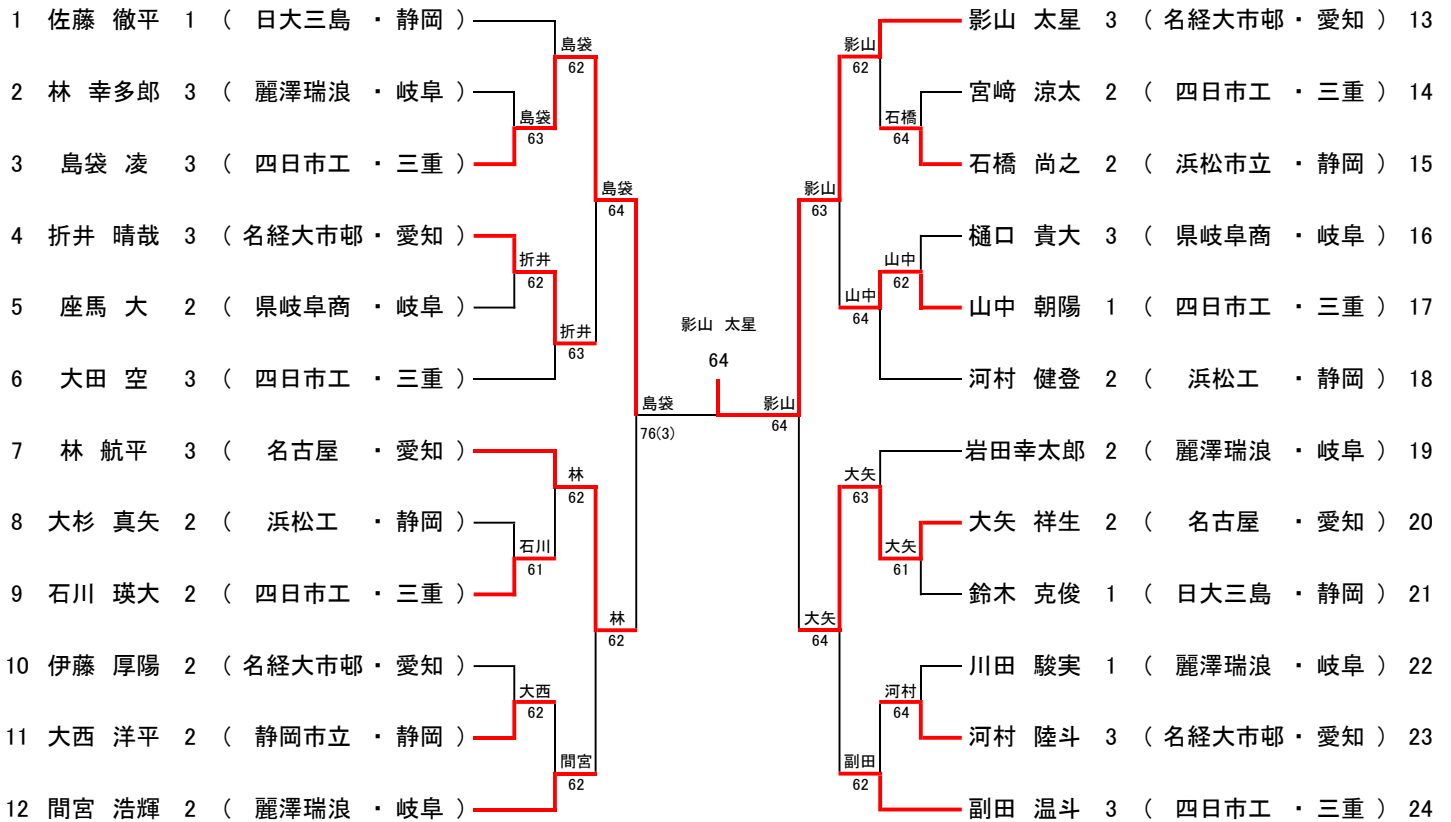 1 佐藤 徹平 1 ( 日大三島 ・ 静岡 )
島袋
62
2 林 幸多郎 3 ( 麗澤瑞浪 ・ 岐阜 )
島袋
63
3 島袋 凌 3 ( 四日市工 ・ 三重 )
島袋
64
4 折井 晴哉 3 ( 名経大市邨 ・ 愛知 )
折井
62
5 座馬 大 2 ( 県岐阜商 ・ 岐阜 )
折井
63
6 大田 空 3 ( 四日市工 ・ 三重 )
島袋
76(3)
7 林 航平 3 ( 名古屋 ・ 愛知 )
林
62
8 大杉 真矢 2 ( 浜松工 ・ 静岡 )
石川
61
9 石川 瑛大 2 ( 四日市工 ・ 三重 )
林
62
10 伊藤 厚陽 2 ( 名経大市邨 ・ 愛知 )
大西
62
11 大西 洋平 2 ( 静岡市立 ・ 静岡 )
間宮
62
12 間宮 浩輝 2 ( 麗澤瑞浪 ・ 岐阜 )
影山 太星
64
影山 太星 3 ( 名経大市邨 ・ 愛知 ) 13
影山
62
宮﨑 涼太 2 ( 四日市工 ・ 三重 ) 14
石橋
64
石橋 尚之 2 ( 浜松市立 ・ 静岡 ) 15
影山
63
樋口 貴大 3 ( 県岐阜商 ・ 岐阜 ) 16
山中
62
山中 朝陽 1 ( 四日市工 ・ 三重 ) 17
山中
64
河村 健登 2 ( 浜松工 ・ 静岡 ) 18
影山
64
岩田幸太郎 2 ( 麗澤瑞浪 ・ 岐阜 ) 19
大矢
63
大矢 祥生 2 ( 名古屋 ・ 愛知 ) 20
大矢
61
鈴木 克俊 1 ( 日大三島 ・ 静岡 ) 21
大矢
64
川田 駿実 1 ( 麗澤瑞浪 ・ 岐阜 ) 22
河村
64
河村 陸斗 3 ( 名経大市邨 ・ 愛知 ) 23
副田
62
副田 温斗 3 ( 四日市工 ・ 三重 ) 24